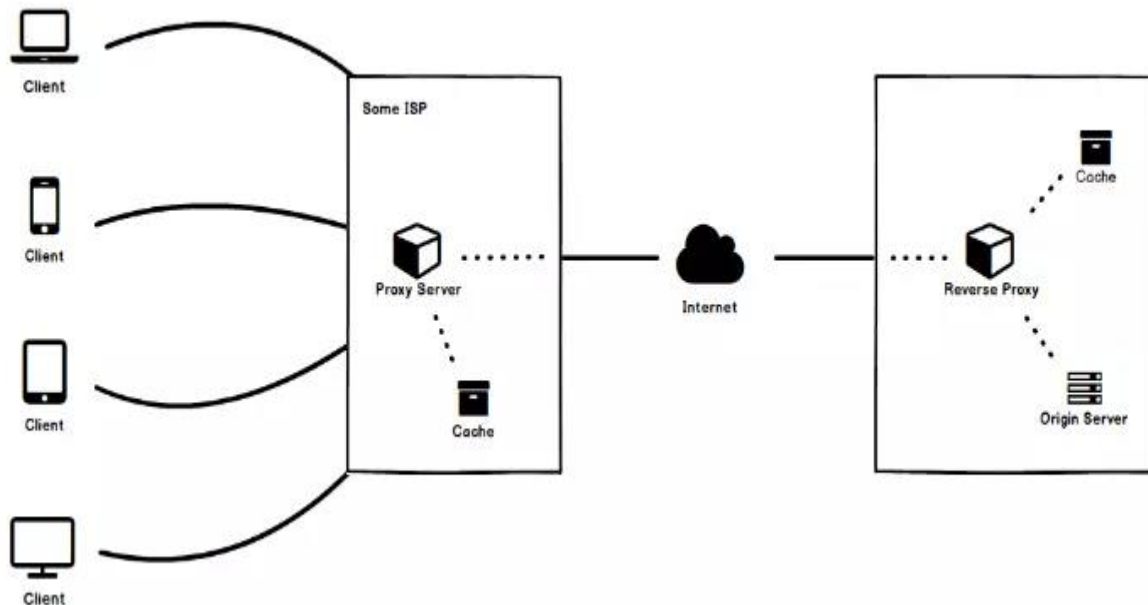 Client
Some ISP
Cache
Client
Proxy Server
Internet
Reverse Proxy
Client
Cache
Origin Server
Client